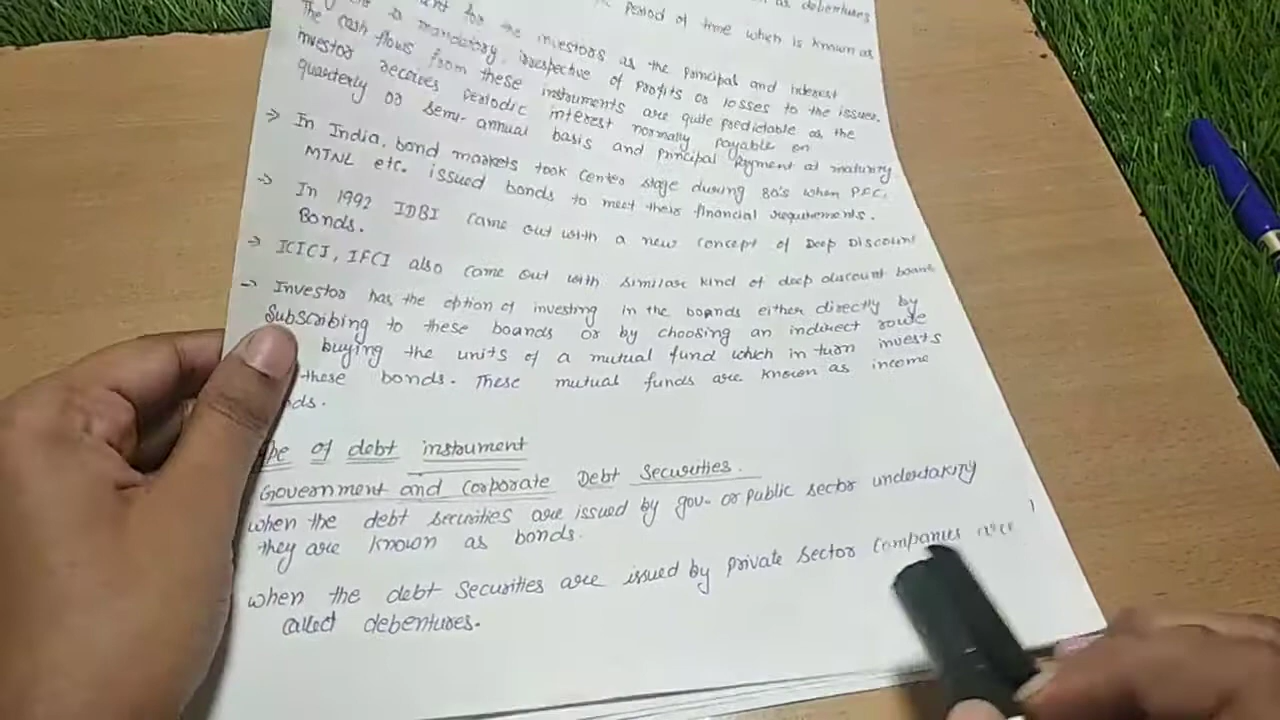 as debentures
period of time which is known as
for the investors as the principal and interest
is mandatory, irrespective of profits or losses to the issuer.
The cash flows from these instruments are quite predictable as the
investor receives periodic interest normally payable on
quarterly or semi-annual basis and principal payment at maturity
→ In India, bond markets took center stage during 80's when PFC,
MTNL etc. issued bonds to meet their financial requirements.
→ In 1992 IDBI came out with a new concept of Deep Discount
Bonds.
→ ICICI, IFCI also came out with similar kind of deep discount
→ Investor has the option of investing in the boands either directly by
Subscribing to these boands or by choosing an indirect route
buying the units of a mutual fund which in turn invests
these bonds. These mutual funds are known as income
of debt instrument
Government and Corporate Debt Securities.
when the debt securities are issued by gov- or public sector undertaking
they are known as bonds.
when the debt Securities are issued by private sector Companies are
called debentures.